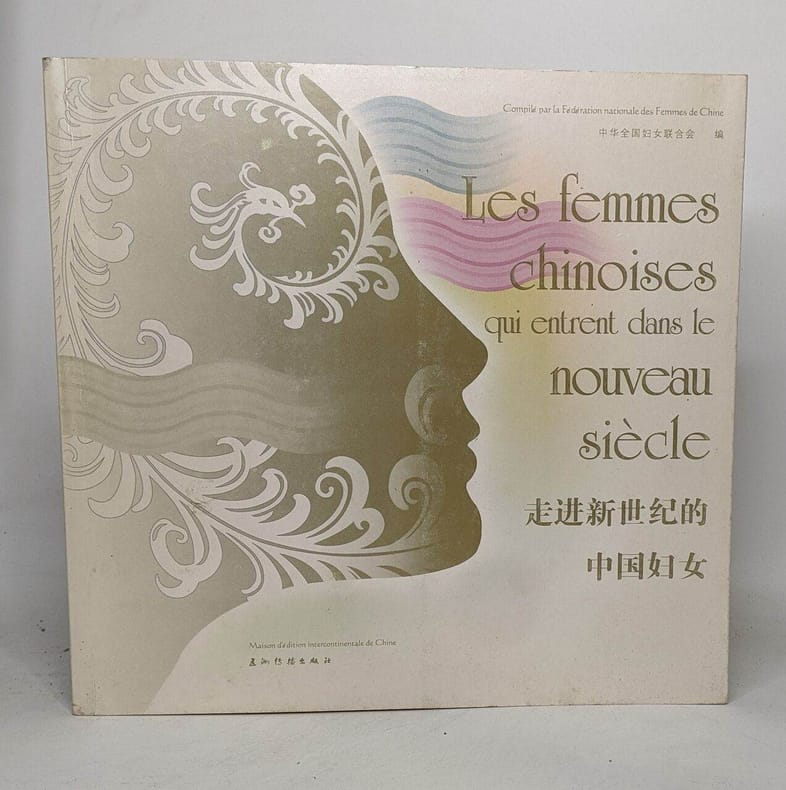 Compilé par la Fédération nationale des Femmes de Chine
中华全国妇女联合会 编
Les femmes
chinoises
qui entrent dans le
nouveau
siècle
走进新世纪的
中国妇女
Maison d'édition intercontinentale de Chine
五洲传播出版社